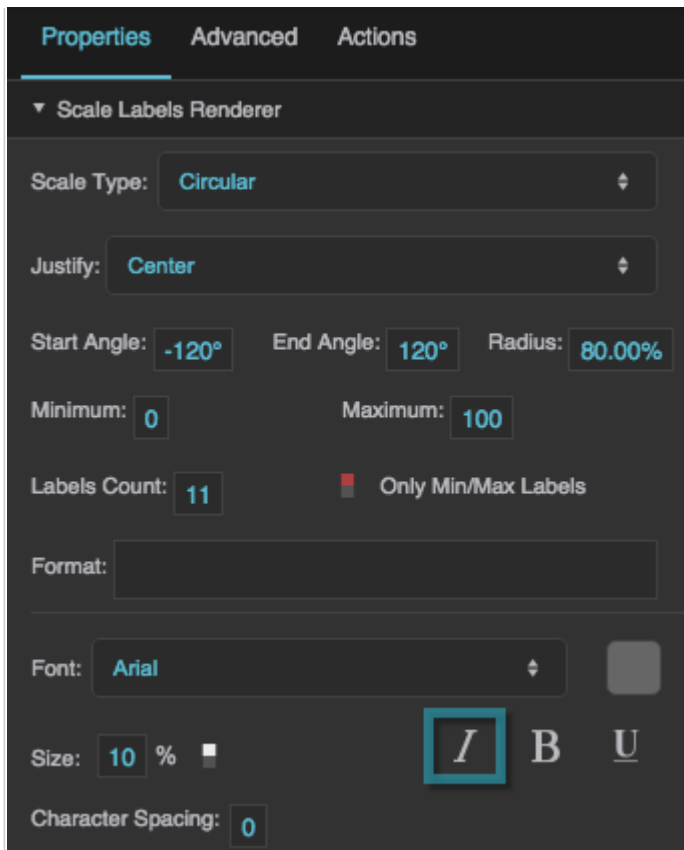 Properties Advanced Actions
Scale Labels Renderer
Scale Type: Circular
Justify: Center
Start Angle: -120° End Angle: 120° Radius: 80.00%
Minimum: 0 Maximum: 100
Labels Count: 11 Only Min/Max Labels
Format:
Font: Arial
Size: 10 % I B U
Character Spacing: 0